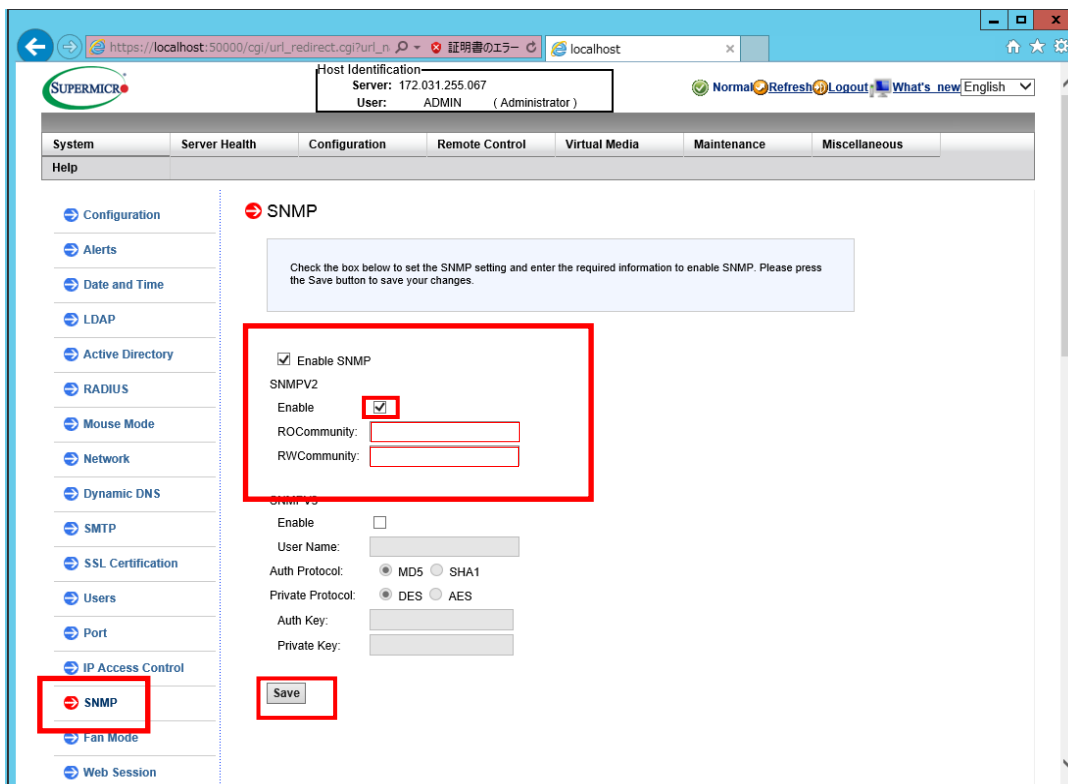 https://localhost:50000/cgi/url_redirect.cgi?url_n 証明書のエラー localhost
SUPERMICR
Host Identification
Server: 172.031.255.067
User: ADMIN ( Administrator )
Normal Refresh Logout What's new English
System Server Health Configuration Remote Control Virtual Media Maintenance Miscellaneous
Help
Configuration
Alerts
Date and Time
LDAP
Active Directory
RADIUS
Mouse Mode
Network
Dynamic DNS
SMTP
SSL Certification
Users
Port
IP Access Control
SNMP
Fan Mode
Web Session
SNMP
Check the box below to set the SNMP setting and enter the required information to enable SNMP. Please press
the Save button to save your changes.
Enable SNMP
SNMPV2
Enable
ROCommunity:
RWCommunity:
SNMPV3
Enable
User Name:
Auth Protocol: MD5 SHA1
Private Protocol: DES AES
Auth Key:
Private Key:
Save